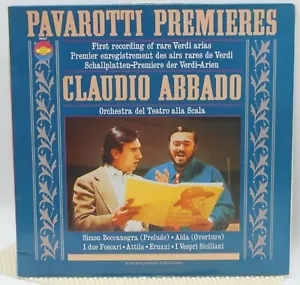 PAVAROTTI PREMIERES
First recording of rare Verdi arias
Premier enregistrement des airs rares de Verdi
Schallplatten-Premiere der Verdi-Arien
CLAUDIO ABBADO
Orchestra del Teatro alla Scala
Simon Boccanegra (Prelude) • Aida (Overture)
I due Foscari • Attila • Ernani • I Vespri Siciliani